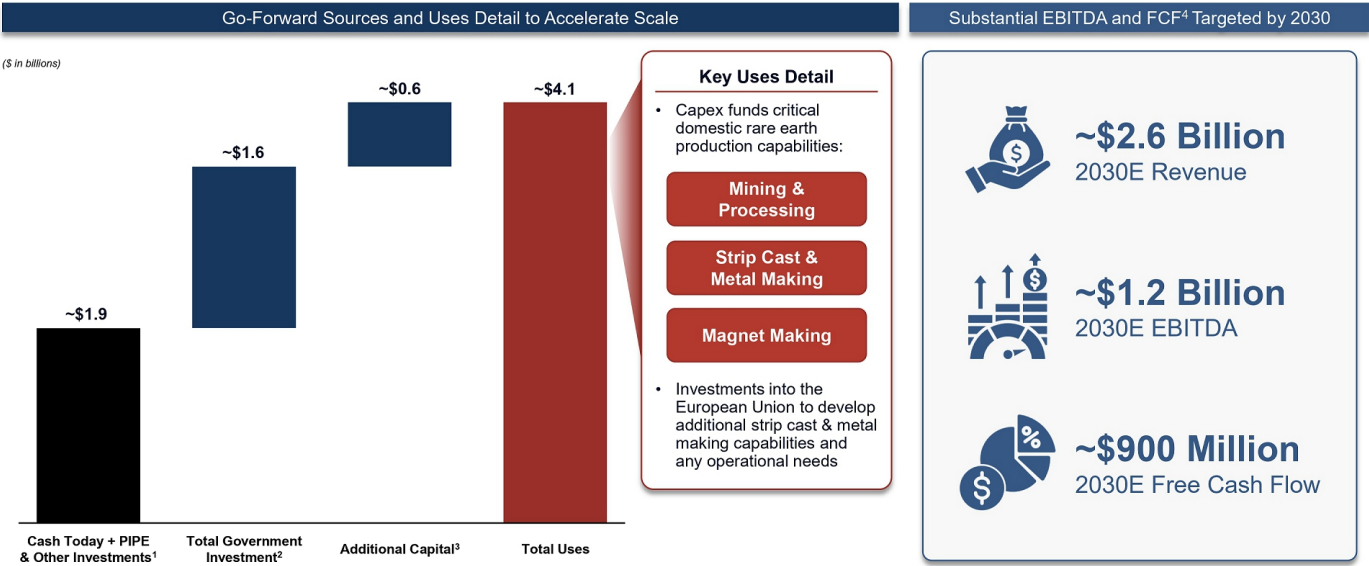 Go-Forward Sources and Uses Detail to Accelerate Scale
($ in billions)
~$1.9
~$1.6
~$0.6
~$4.1
Cash Today + PIPE
& Other Investments¹
Total Government
Investment²
Additional Capital³
Total Uses
Key Uses Detail
• Capex funds critical
domestic rare earth
production capabilities:
Mining &
Processing
Strip Cast &
Metal Making
Magnet Making
• Investments into the
European Union to develop
additional strip cast & metal
making capabilities and
any operational needs
Substantial EBITDA and FCF⁴ Targeted by 2030
$
~$2.6 Billion
2030E Revenue
$
~$1.2 Billion
2030E EBITDA
%
$
~$900 Million
2030E Free Cash Flow